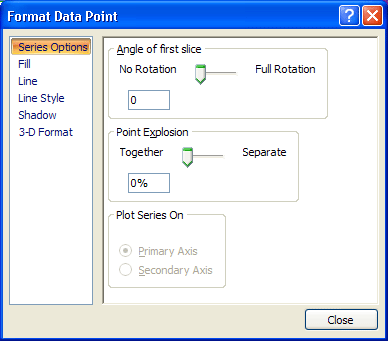 Format Data Point
Series Options
Fill
Line
Line Style
Shadow
3-D Format
Angle of first slice
No Rotation Full Rotation
0
Point Explosion
Together Separate
0%
Plot Series On
Primary Axis
Secondary Axis
Close